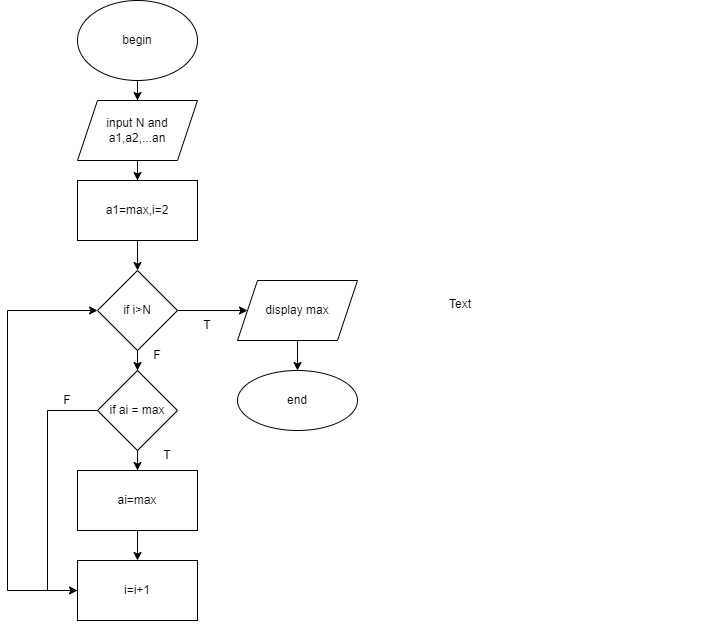 begin
input N and
a1,a2,...an
a1=max,i=2
if i>N
T
display max
Text
F
end
if ai = max
F
T
ai=max
i=i+1